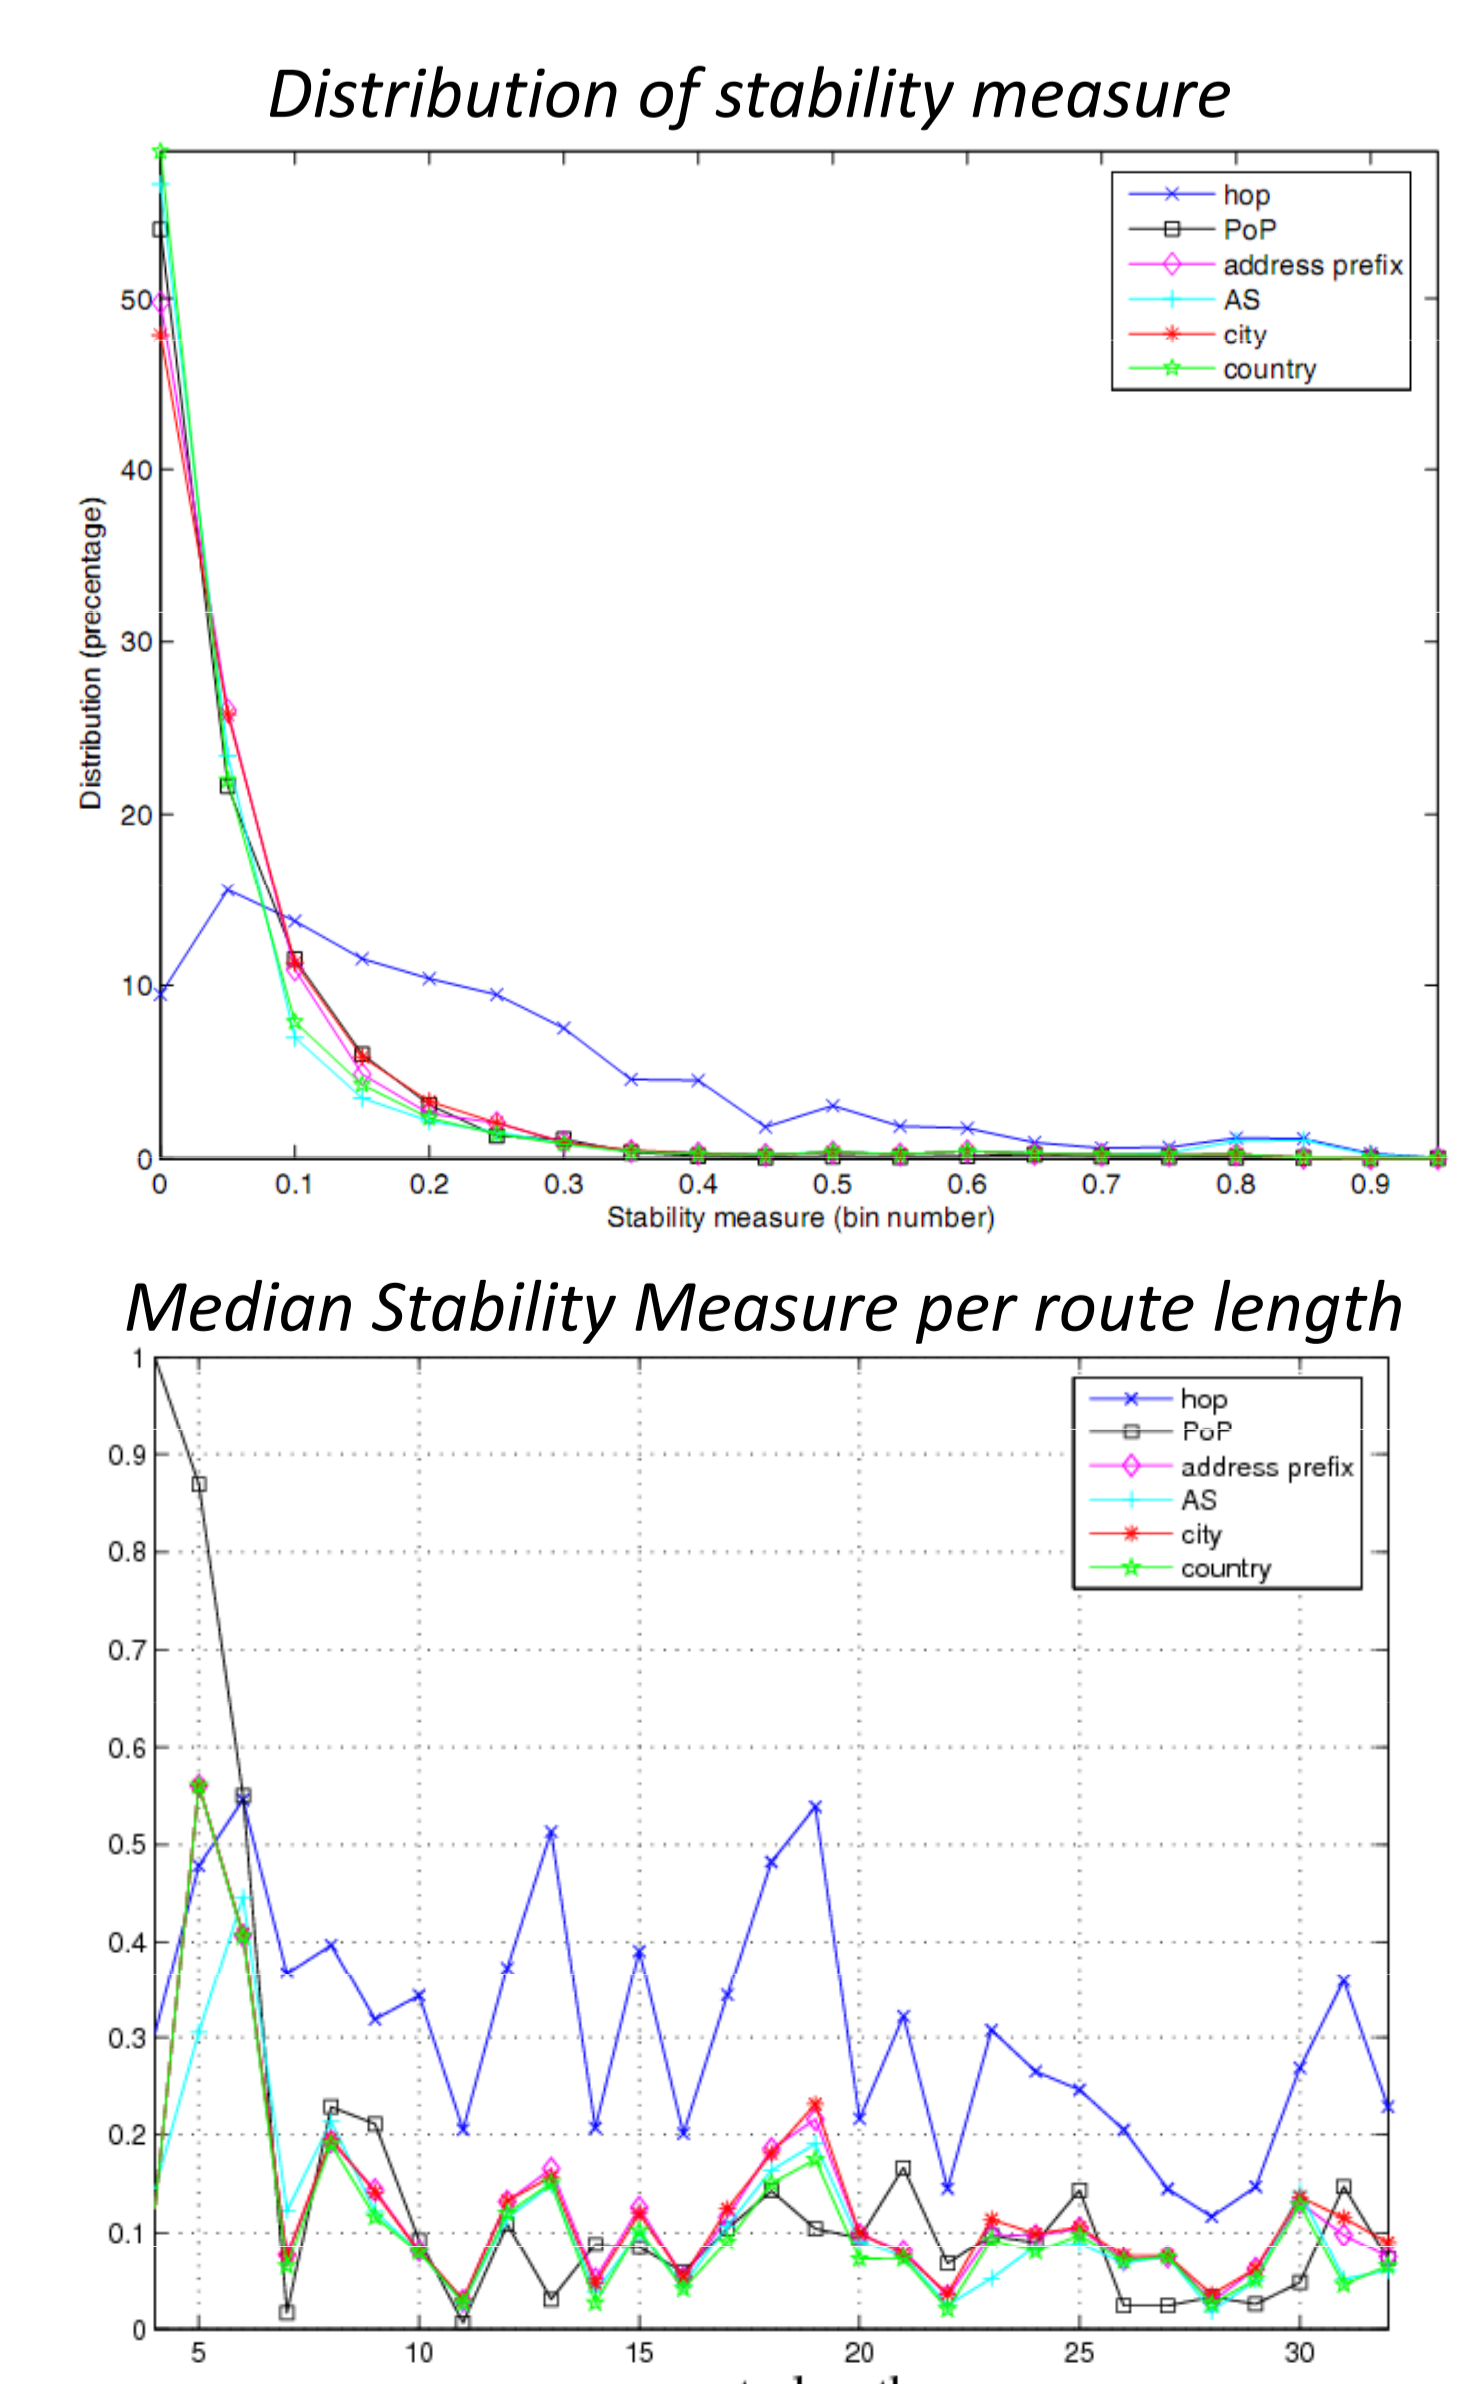 Distribution of stability measure
hop
PoP
address prefix
AS
city
country
50
40
30
20
10
0
Distribution (precentage)
0 0.1 0.2 0.3 0.4 0.5 0.6 0.7 0.8 0.9
Stability measure (bin number)
Median Stability Measure per route length
hop
PoP
address prefix
AS
city
country
1
0.9
0.8
0.7
0.6
0.5
0.4
0.3
0.2
0.1
0
5 10 15 20 25 30